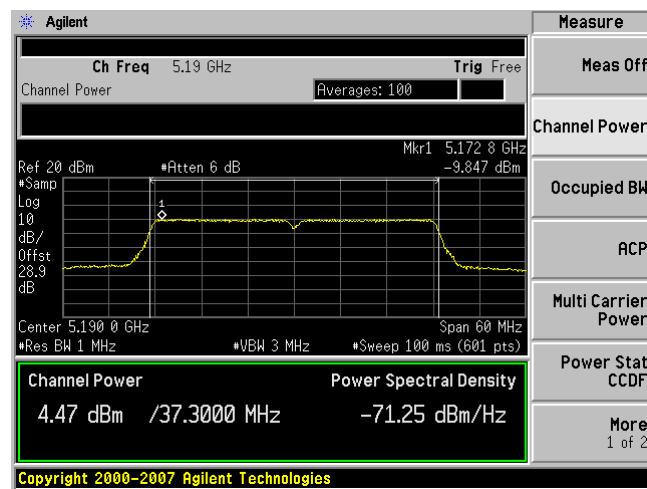 Agilent
Measure
Ch Freq 5.19 GHz Trig Free
Channel Power Averages: 100
Mkr1 5.172 8 GHz
Ref 20 dBm #Atten 6 dB -9.847 dBm
#Samp
Log
10
dB/
Offst
28.9
dB
1
Center 5.190 0 GHz Span 60 MHz
#Res BW 1 MHz #VBW 3 MHz #Sweep 100 ms (601 pts)
Channel Power Power Spectral Density
4.47 dBm /37.3000 MHz -71.25 dBm/Hz
Copyright 2000-2007 Agilent Technologies
Meas Off
Channel Power
Occupied BW
ACP
Multi Carrier
Power
Power Stat
CCDF
More
1 of 2